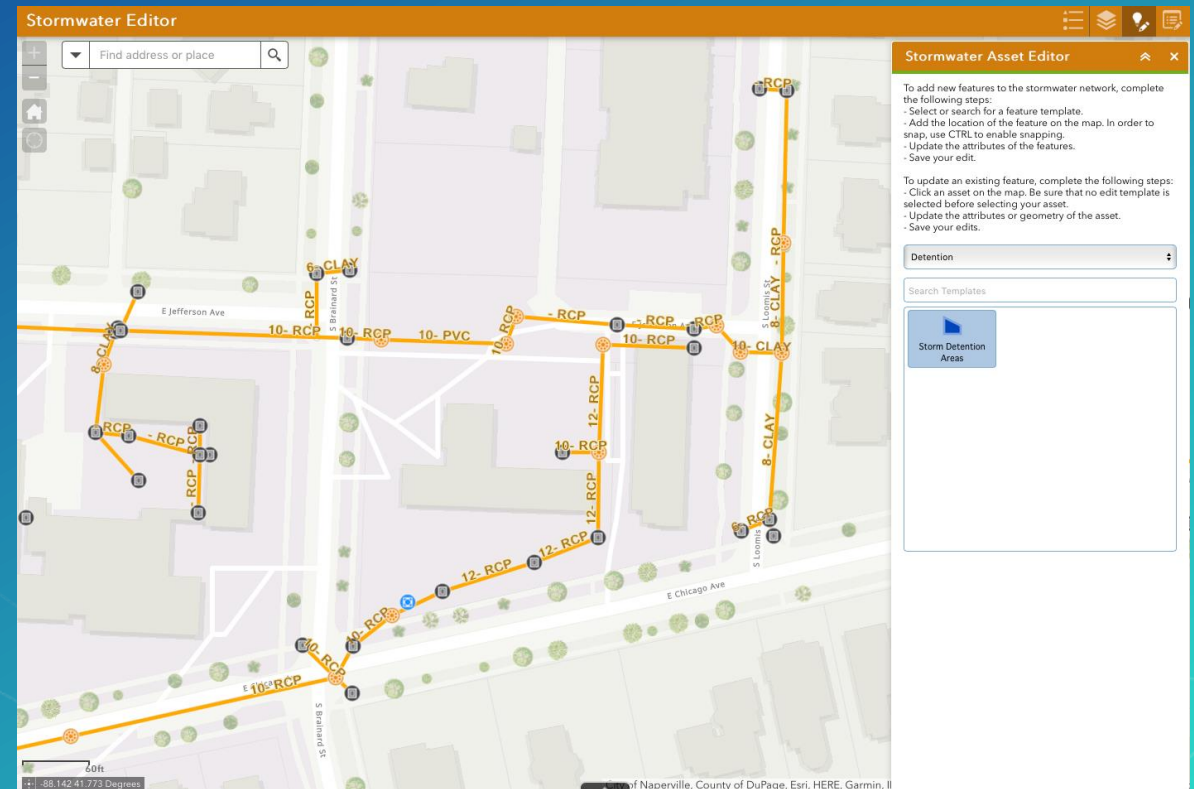 Stormwater Editor
Find address or place
Stormwater Asset Editor
To add new features to the stormwater network, complete
the following steps:
- Select or search for a feature template.
- Add the location of the feature on the map. In order to
snap, use CTRL to enable snapping.
- Update the attributes of the features.
- Save your edit.
To update an existing feature, complete the following steps:
- Click an asset on the map. Be sure that no edit template is
selected before selecting your asset.
- Update the attributes or geometry of the asset.
- Save your edits.
Detention
Search Templates
Storm Detention
Areas
RCP
- RCP
6- CLAY
- RCP
S Brainard St
E Jefferson Ave
S Loomis St
8- CLAY
10- RCP
10- RCP
10- PVC
10- RCP
- RCP
- RCP
RCP
10- RCP
10- CLAY
8- CLAY
12- RCP
8- CLAY
RCP
- RCP
RCP
- RCP
10- RCP
12- RCP
6- RCP
S Loomis
12- RCP
12- RCP
E Chicago Ave
10- RCP
10- RCP
10- RCP
S Brainard St
60ft
-88.142 41.773 Degrees
City of Naperville, County of DuPage, Esri, HERE, Garmin, I